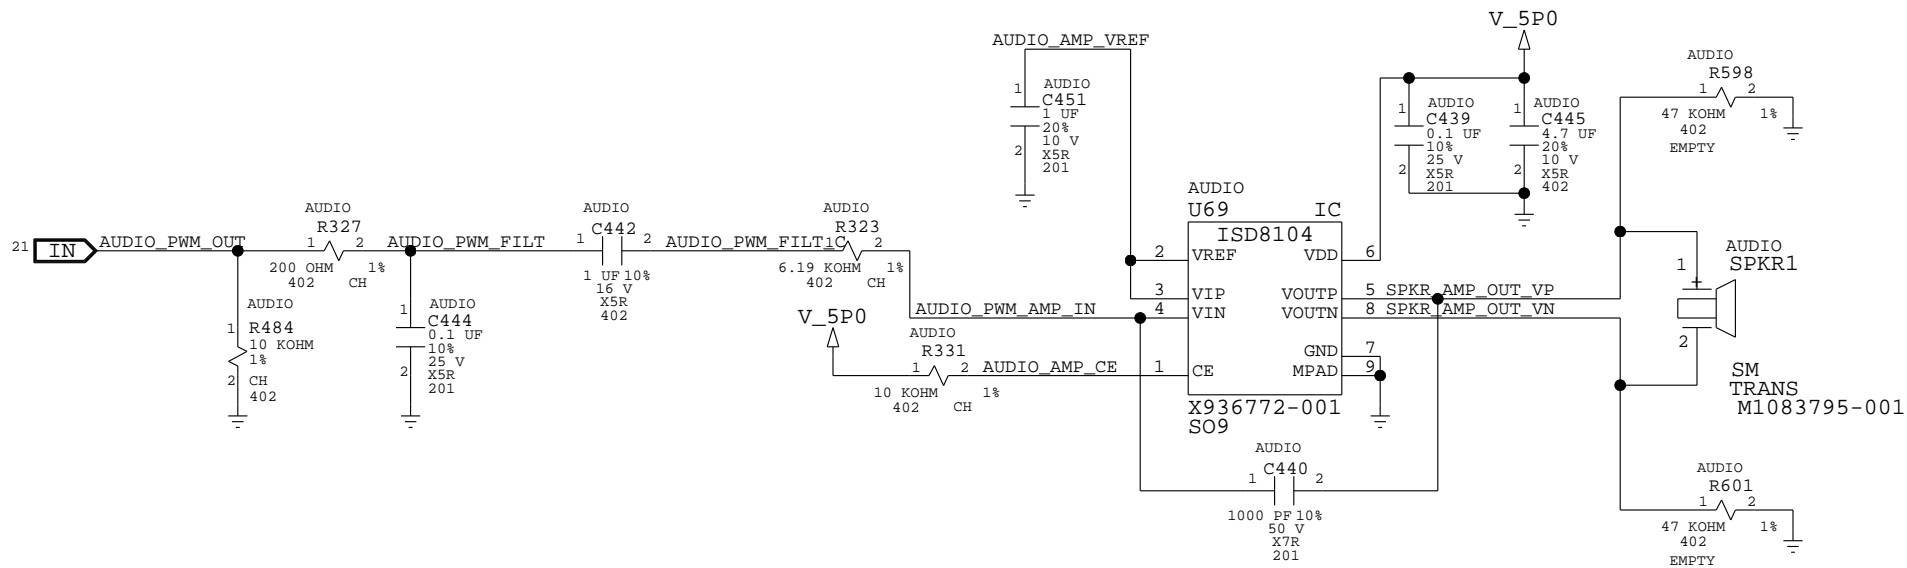 21 IN
AUDIO_PWM_OUT
AUDIO
R484
1
10 KOHM
1%
2
CH
402
AUDIO
R327
1 2
200 OHM 1%
402 CH
AUDIO_PWM_FILT
AUDIO
C444
1
0.1 UF
10%
25 V
2
X5R
201
AUDIO
C442
1 2
1 UF 10%
16 V
X5R
402
AUDIO_PWM_FILT_C
AUDIO
R323
1 2
6.19 KOHM 1%
402 CH
AUDIO_PWM_AMP_IN
V_5P0
AUDIO
R331
1 2
10 KOHM 1%
402 CH
AUDIO_AMP_CE
AUDIO_AMP_VREF
1
AUDIO
C451
1 UF
20%
10 V
2
X5R
201
AUDIO
U69 IC
ISD8104
2 VREF VDD 6
3 VIP VOUTP 5
4 VIN VOUTN 8
GND 7
1 CE MPAD 9
X936772-001
SO9
AUDIO
C440
1 2
1000 PF 10%
50 V
X7R
201
V_5P0
1
AUDIO
C439
0.1 UF
10%
25 V
2
X5R
201
1
AUDIO
C445
4.7 UF
20%
10 V
2
X5R
402
SPKR_AMP_OUT_VP
SPKR_AMP_OUT_VN
AUDIO
R598
1 2
47 KOHM 1%
402
EMPTY
AUDIO
SPKR1
1
+
2
SM
TRANS
M1083795-001
AUDIO
R601
1 2
47 KOHM 1%
402
EMPTY